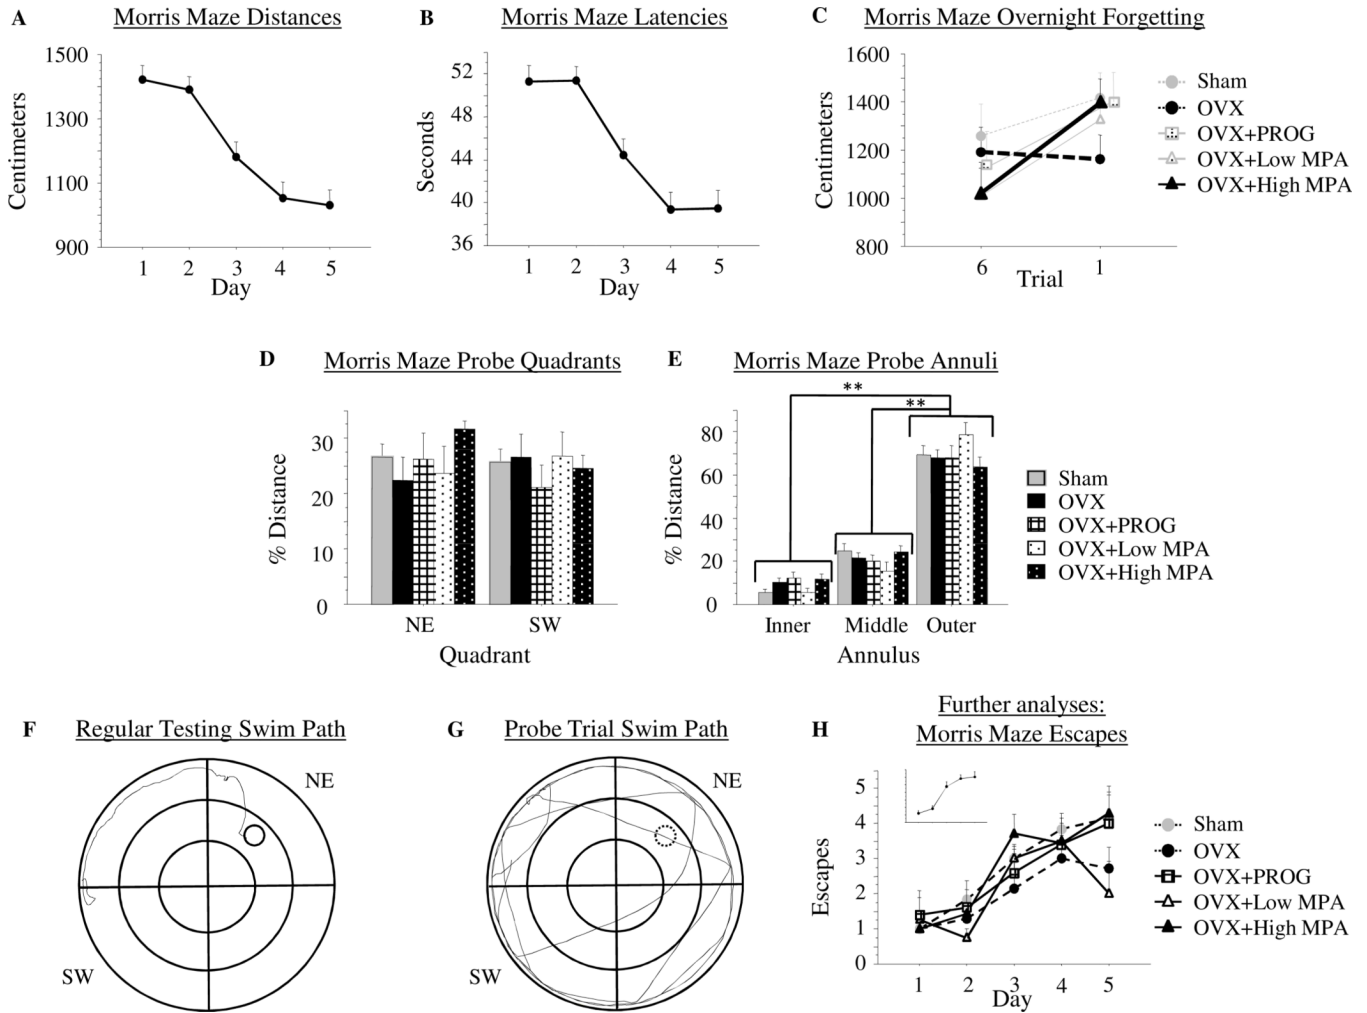 A Morris Maze Distances
1500
1300
1100
900
Centimeters
1 2 3 4 5
Day
B Morris Maze Latencies
52
48
44
40
36
Seconds
1 2 3 4 5
Day
C Morris Maze Overnight Forgetting
1600
1400
1200
1000
800
Centimeters
6 1
Trial
Sham
OVX
OVX+PROG
OVX+Low MPA
OVX+High MPA
D Morris Maze Probe Quadrants
30
20
10
0
% Distance
NE SW
Quadrant
E Morris Maze Probe Annuli
**
**
80
60
40
20
0
% Distance
Inner Middle Outer
Annulus
Sham
OVX
OVX+PROG
OVX+Low MPA
OVX+High MPA
F Regular Testing Swim Path
NE
SW
G Probe Trial Swim Path
NE
SW
H Further analyses:
Morris Maze Escapes
5
4
3
2
1
0
Escapes
1 2 3 4 5
Day
Sham
OVX
OVX+PROG
OVX+Low MPA
OVX+High MPA